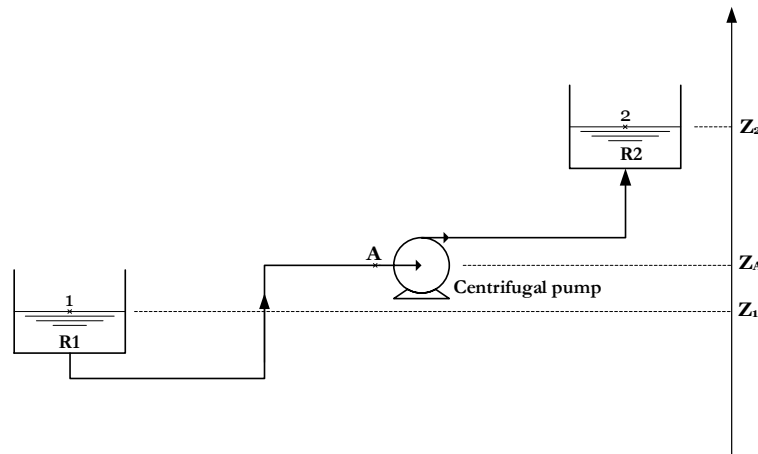 2
Z₂
R2
A
Z_A
Centrifugal pump
1
Z₁
R1